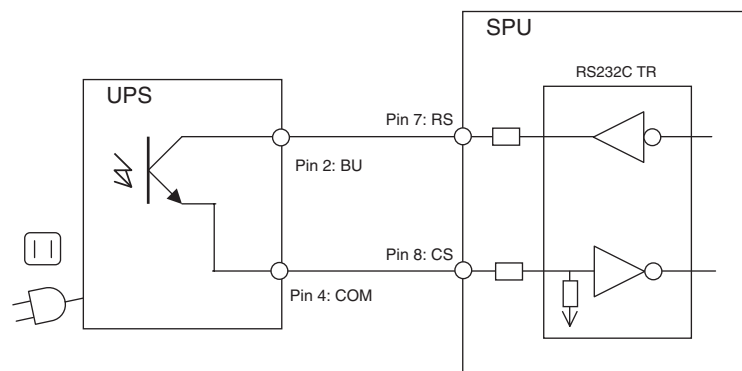 SPU
RS232C TR
UPS
Pin 7: RS
Pin 2: BU
Pin 8: CS
Pin 4: COM